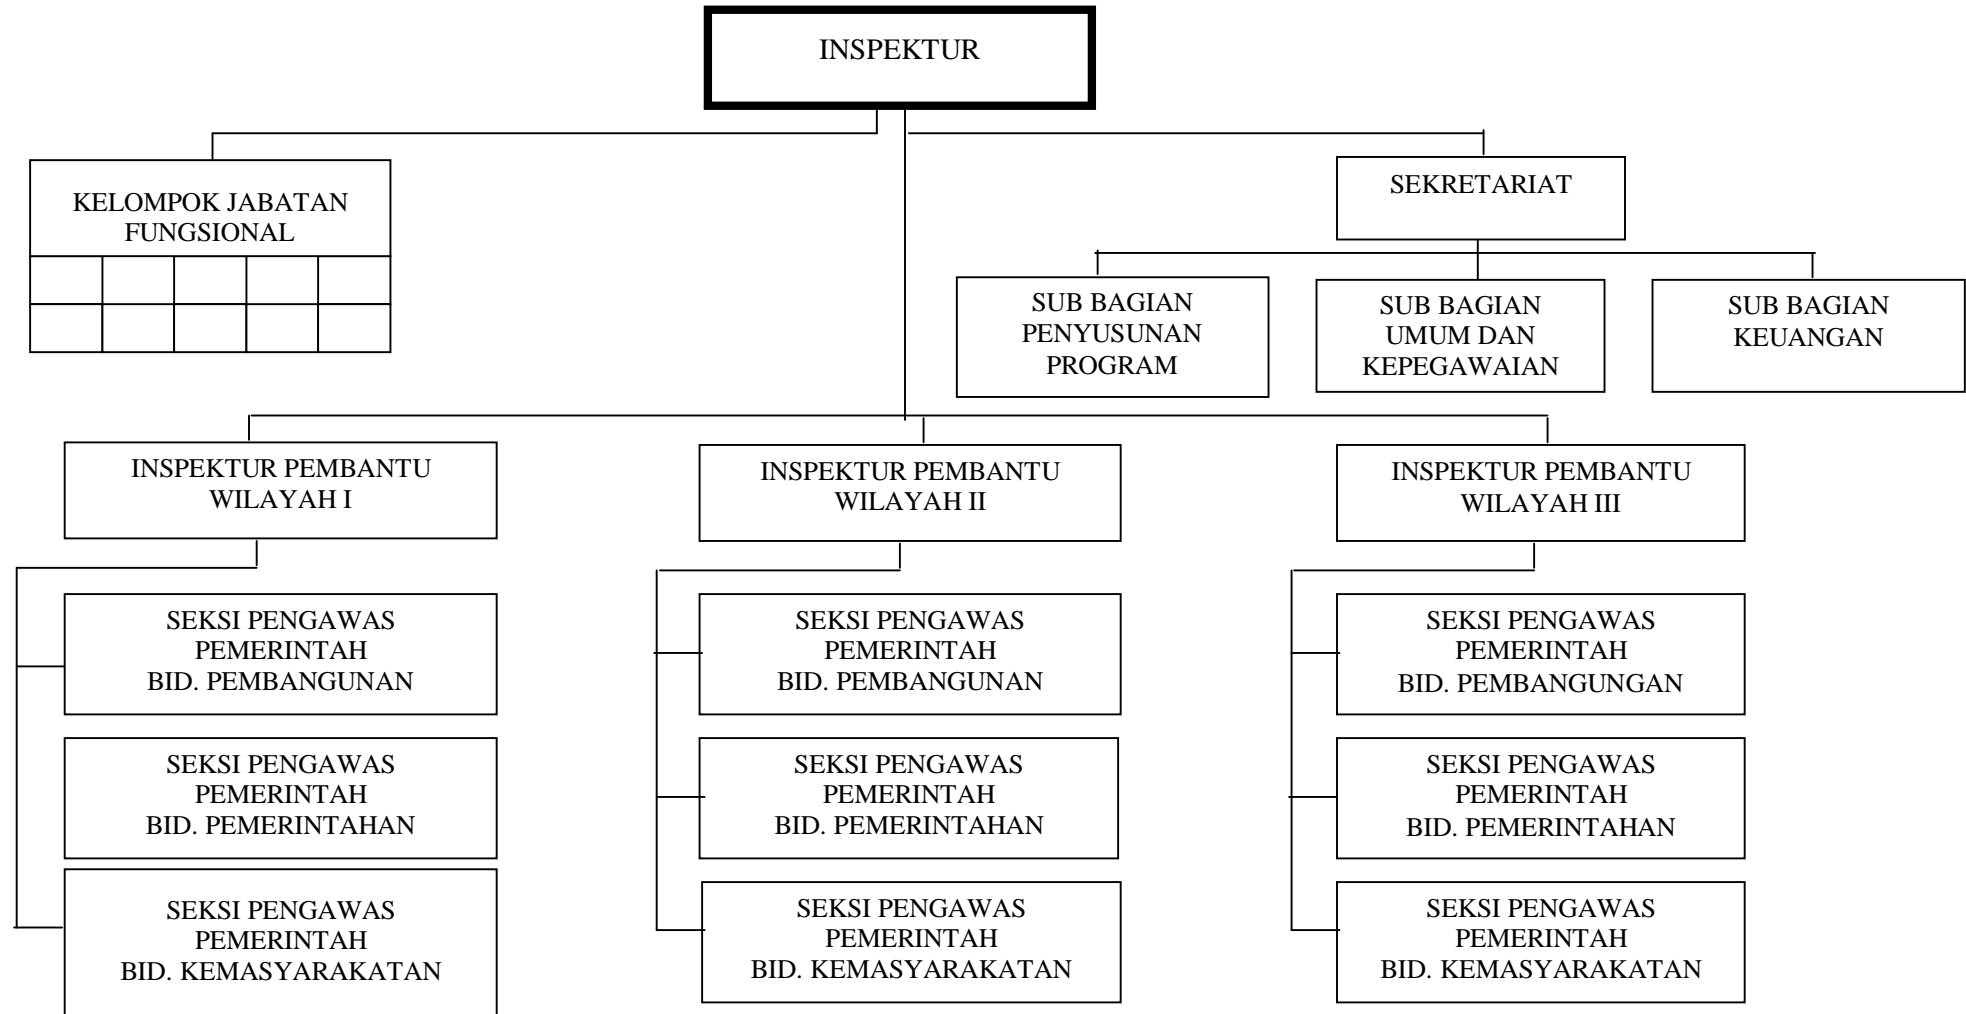 INSPEKTUR
KELOMPOK JABATAN
FUNGSIONAL
SEKRETARIAT
SUB BAGIAN
PENYUSUNAN
PROGRAM
SUB BAGIAN
UMUM DAN
KEPEGAWAIAN
SUB BAGIAN
KEUANGAN
INSPEKTUR PEMBANTU
WILAYAH I
INSPEKTUR PEMBANTU
WILAYAH II
INSPEKTUR PEMBANTU
WILAYAH III
SEKSI PENGAWAS
PEMERINTAH
BID. PEMBANGUNAN
SEKSI PENGAWAS
PEMERINTAH
BID. PEMBANGUNAN
SEKSI PENGAWAS
PEMERINTAH
BID. PEMBANGUNGAN
SEKSI PENGAWAS
PEMERINTAH
BID. PEMERINTAHAN
SEKSI PENGAWAS
PEMERINTAH
BID. PEMERINTAHAN
SEKSI PENGAWAS
PEMERINTAH
BID. PEMERINTAHAN
SEKSI PENGAWAS
PEMERINTAH
BID. KEMASYARAKATAN
SEKSI PENGAWAS
PEMERINTAH
BID. KEMASYARAKATAN
SEKSI PENGAWAS
PEMERINTAH
BID. KEMASYARAKATAN